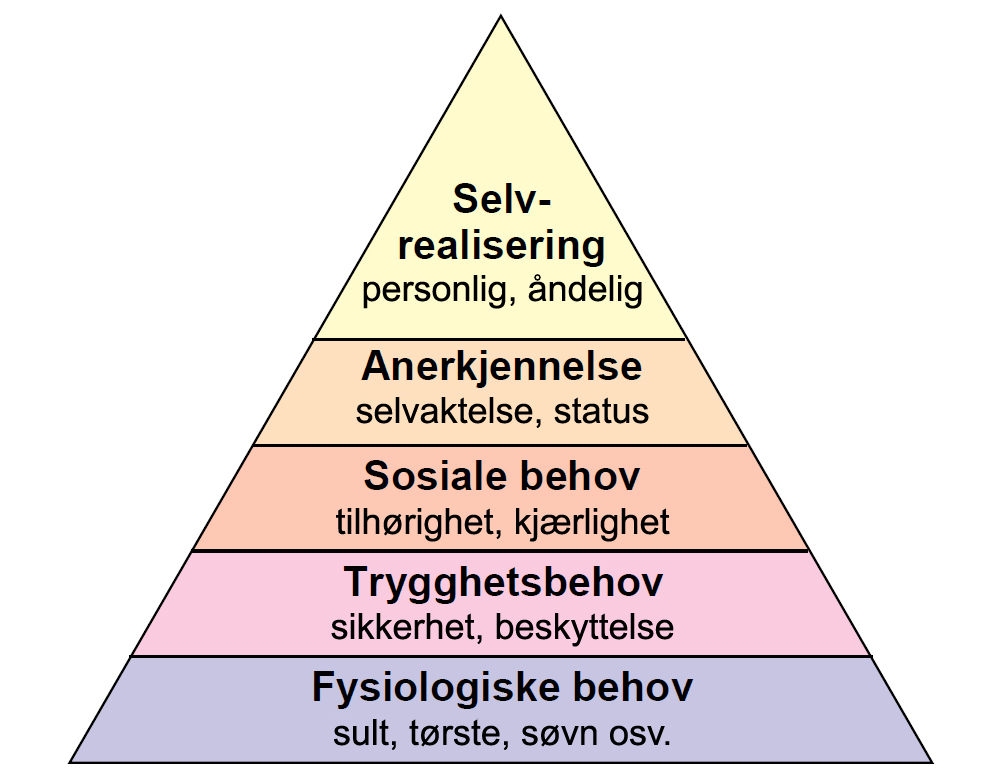 Selv-
realisering
personlig, åndelig
Anerkjennelse
selvaktelse, status
Sosiale behov
tilhørighet, kjærlighet
Trygghetsbehov
sikkerhet, beskyttelse
Fysiologiske behov
sult, tørste, søvn osv.